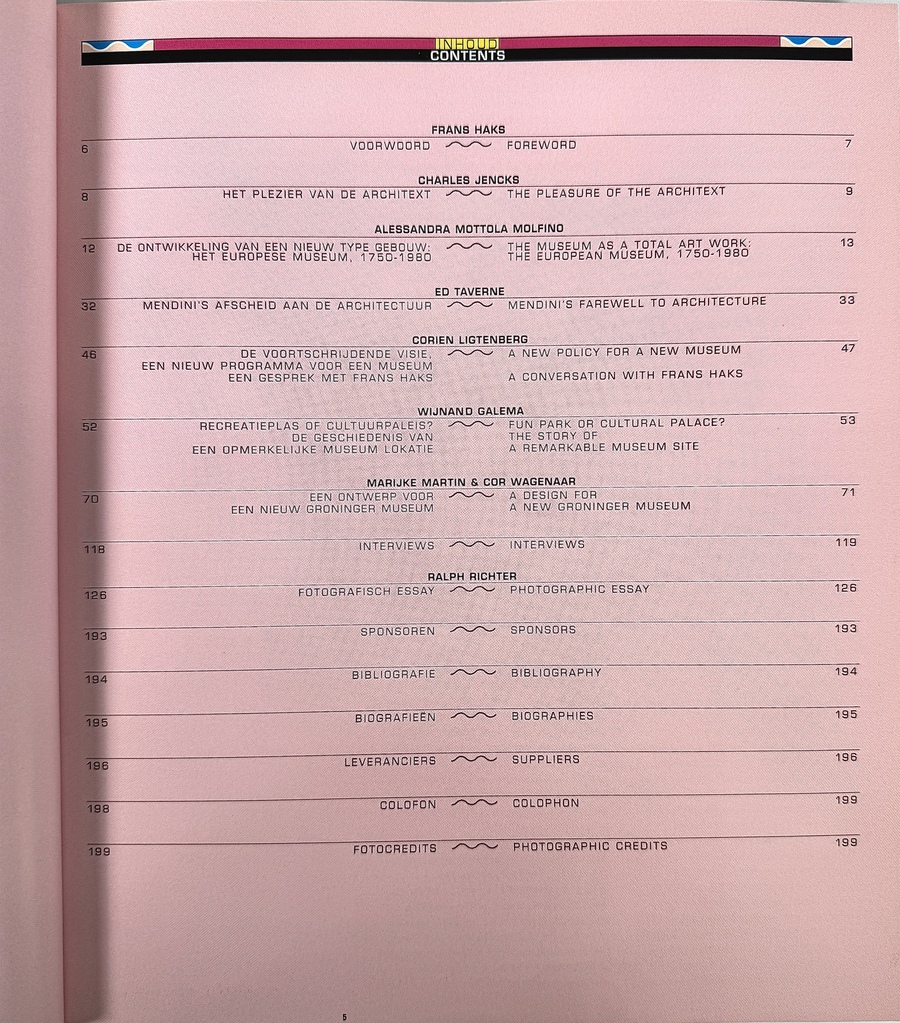 INHOUD
CONTENTS
FRANS HAKS
6 VOORWOORD FOREWORD 7
CHARLES JENCKS
8 HET PLEZIER VAN DE ARCHITEXT THE PLEASURE OF THE ARCHITEXT 9
ALESSANDRA MOTTOLA MOLFINO
12 DE ONTWIKKELING VAN EEN NIEUW TYPE GEBOUW: THE MUSEUM AS A TOTAL ART WORK: 13
HET EUROPESE MUSEUM, 1750-1980 THE EUROPEAN MUSEUM, 1750-1980
ED TAVERNE
32 MENDINI'S AFSCHEID AAN DE ARCHITECTUUR MENDINI'S FAREWELL TO ARCHITECTURE 33
CORIEN LIGTENBERG
46 DE VOORTSCHRIJDENDE VISIE, A NEW POLICY FOR A NEW MUSEUM 47
EEN NIEUW PROGRAMMA VOOR EEN MUSEUM
EEN GESPREK MET FRANS HAKS A CONVERSATION WITH FRANS HAKS
WIJNAND GALEMA
52 RECREATIEPLAS OF CULTUURPALEIS? FUN PARK OR CULTURAL PALACE? 53
DE GESCHIEDENIS VAN THE STORY OF
EEN OPMERKELIJKE MUSEUM LOKATIE A REMARKABLE MUSEUM SITE
MARIJKE MARTIN & COR WAGENAAR
70 EEN ONTWERP VOOR A DESIGN FOR 71
EEN NIEUW GRONINGER MUSEUM A NEW GRONINGER MUSEUM
118 INTERVIEWS INTERVIEWS 119
RALPH RICHTER
126 FOTOGRAFISCH ESSAY PHOTOGRAPHIC ESSAY 126
193 SPONSOREN SPONSORS 193
194 BIBLIOGRAFIE BIBLIOGRAPHY 194
195 BIOGRAFIEËN BIOGRAPHIES 195
196 LEVERANCIERS SUPPLIERS 196
198 COLOFON COLOPHON 199
199 FOTOCREDITS PHOTOGRAPHIC CREDITS 199
5